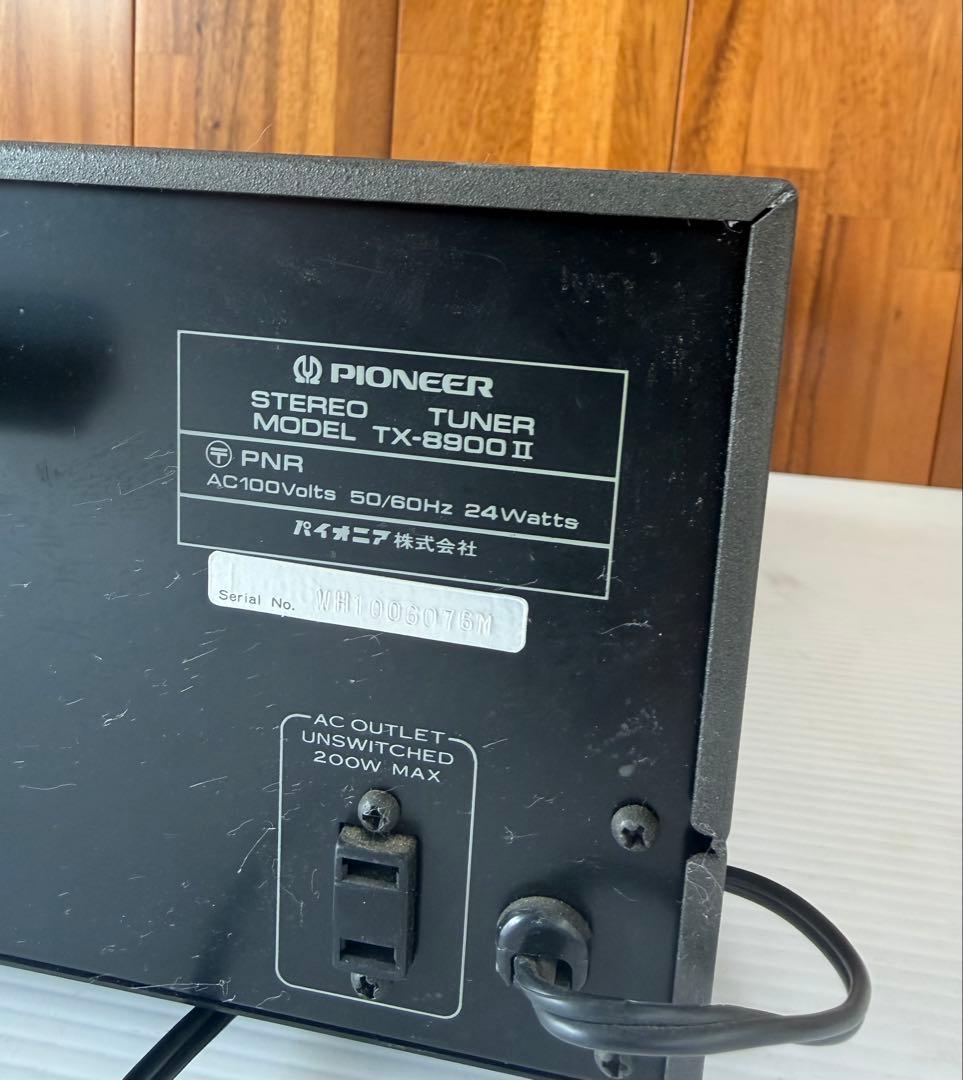 PIONEER
STEREO TUNER
MODEL TX-8900 II
〒 PNR
AC100Volts 50/60Hz 24Watts
パイオニア株式会社
Serial No. WH1006076M
AC OUTLET
UNSWITCHED
200W MAX